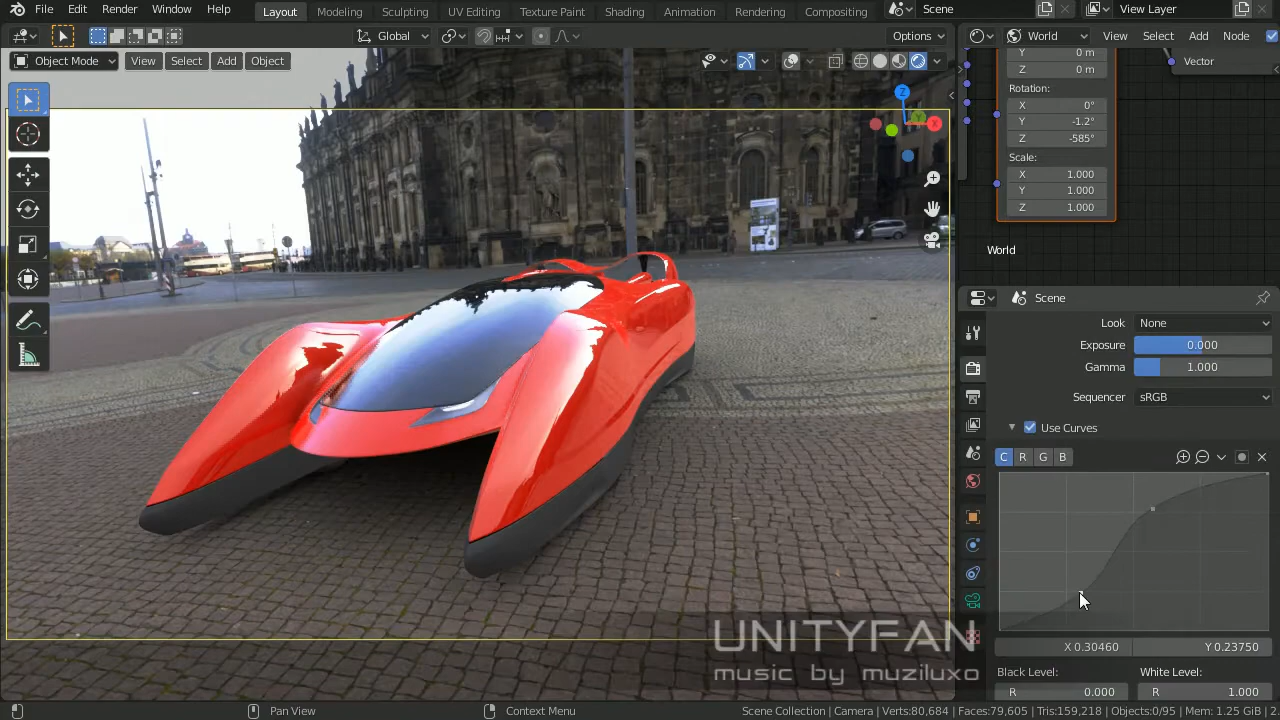 File Edit Render Window Help Layout Modeling Sculpting UV Editing Texture Paint Shading Animation Rendering Compositing Scene View Layer
Global Options World View Select Add Node
Object Mode View Select Add Object
Y 0 m
Z 0 m
Vector
Rotation:
X 0°
Y -1.2°
Z -585°
Scale:
X 1.000
Y 1.000
Z 1.000
World
Z
Y
X
Scene
Look None
Exposure 0.000
Gamma 1.000
Sequencer sRGB
Use Curves
C R G B
X 0.30460 Y 0.23750
Black Level: White Level:
R 0.000 R 1.000
UNITYFAN
music by muziluxo
Pan View Context Menu Scene Collection | Camera | Verts:80,684 | Faces:79,605 | Tris:159,218 | Objects:0/95 | Mem: 1.25 GiB | 2